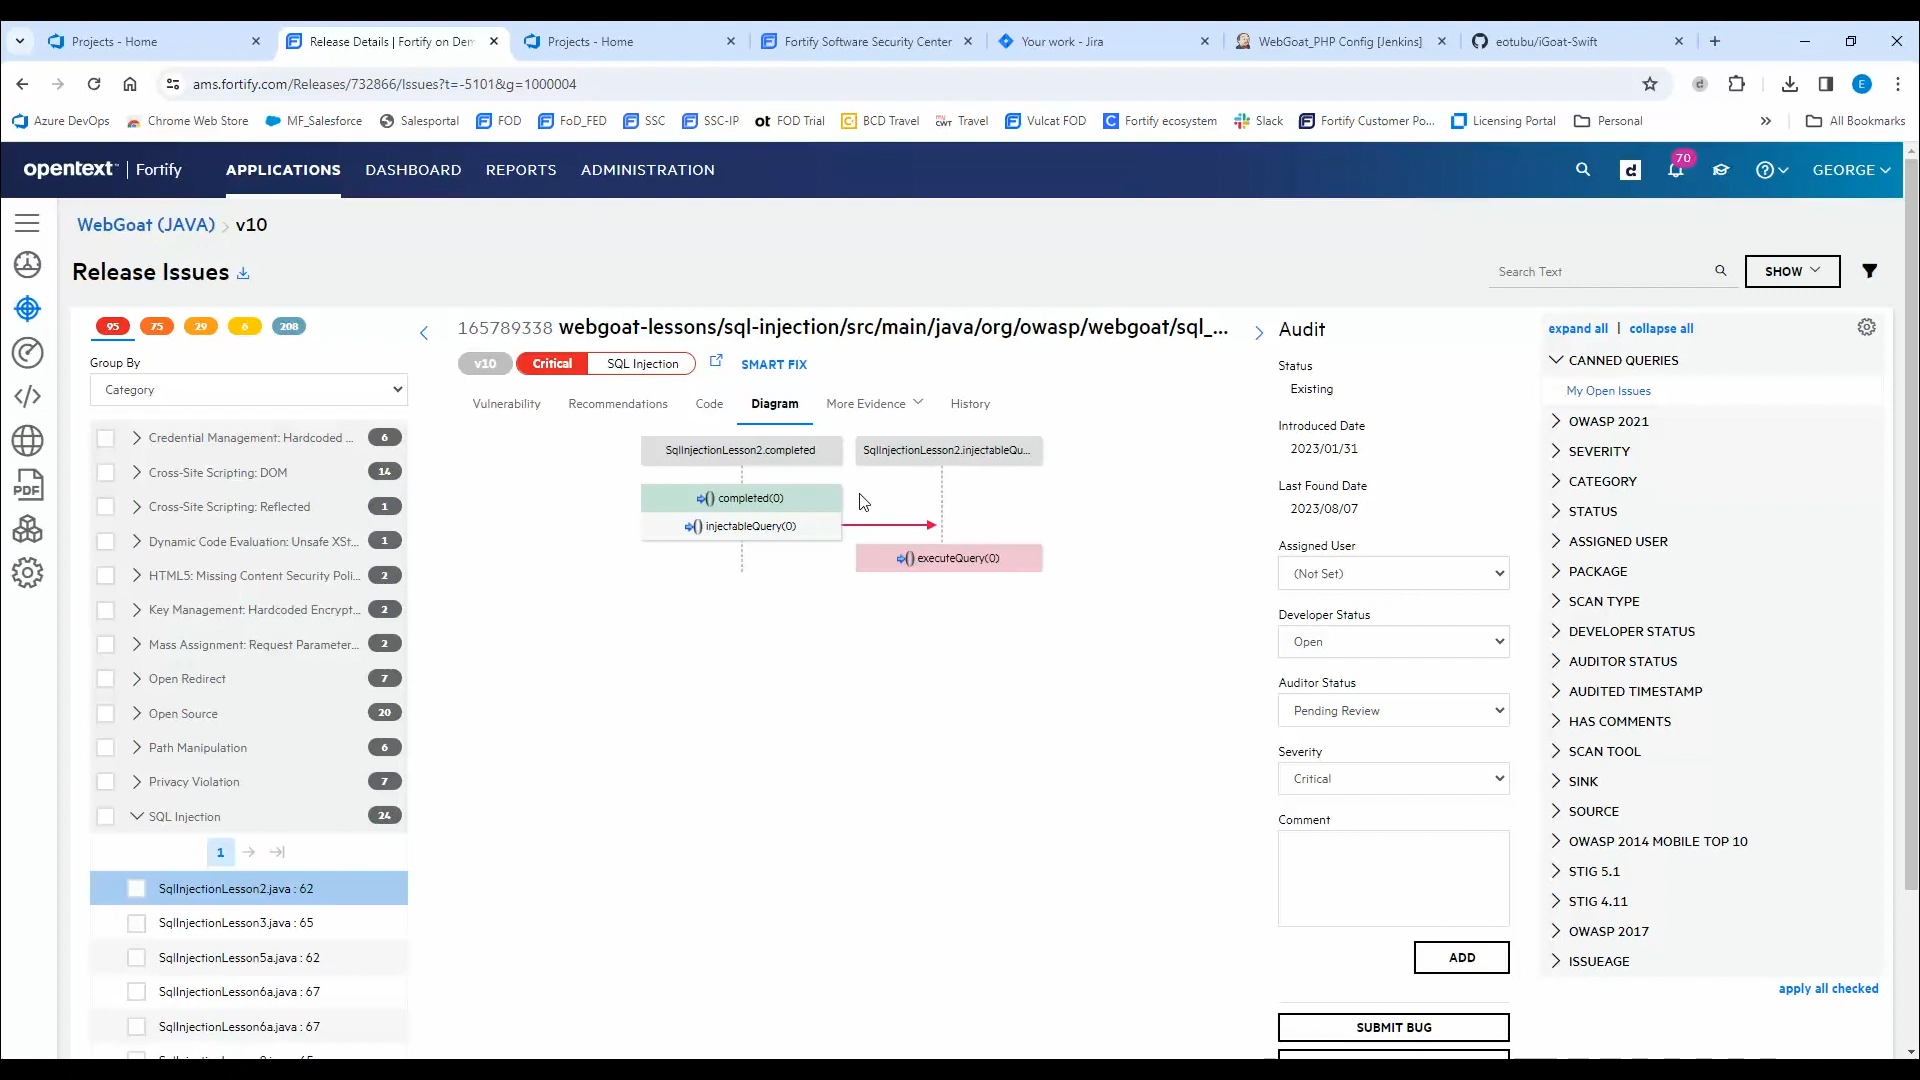 Projects - Home
Release Details | Fortify on Dem
Projects - Home
Fortify Software Security Center
Your work - Jira
WebGoat_PHP Config [Jenkins]
eotubu/iGoat-Swift
ams.fortify.com/Releases/732866/Issues?t=-5101&g=1000004
d
E
Azure DevOps
Chrome Web Store
MF_Salesforce
Salesportal
FOD
FoD_FED
SSC
SSC-IP
ot FOD Trial
BCD Travel
Travel
Vulcat FOD
Fortify ecosystem
Slack
Fortify Customer Po...
Licensing Portal
Personal
All Bookmarks
opentext™ | Fortify
APPLICATIONS
DASHBOARD
REPORTS
ADMINISTRATION
d
70
GEORGE
WebGoat (JAVA) > v10
Release Issues
Search Text
SHOW
95
75
29
6
208
Group By
Category
Credential Management: Hardcoded ... 6
Cross-Site Scripting: DOM 14
Cross-Site Scripting: Reflected 1
Dynamic Code Evaluation: Unsafe XSt... 1
HTML5: Missing Content Security Poli... 2
Key Management: Hardcoded Encrypt... 2
Mass Assignment: Request Parameter... 2
Open Redirect 7
Open Source 20
Path Manipulation 6
Privacy Violation 7
SQL Injection 24
1
SqlInjectionLesson2.java : 62
SqlInjectionLesson3.java : 65
SqlInjectionLesson5a.java : 62
SqlInjectionLesson6a.java : 67
SqlInjectionLesson6a.java : 67
PDF
165789338 webgoat-lessons/sql-injection/src/main/java/org/owasp/webgoat/sql_...
v10
Critical
SQL Injection
SMART FIX
Vulnerability
Recommendations
Code
Diagram
More Evidence
History
SqlInjectionLesson2.completed
SqlInjectionLesson2.injectableQu...
completed(0)
injectableQuery(0)
executeQuery(0)
Audit
Status
Existing
Introduced Date
2023/01/31
Last Found Date
2023/08/07
Assigned User
(Not Set)
Developer Status
Open
Auditor Status
Pending Review
Severity
Critical
Comment
ADD
SUBMIT BUG
expand all | collapse all
CANNED QUERIES
My Open Issues
OWASP 2021
SEVERITY
CATEGORY
STATUS
ASSIGNED USER
PACKAGE
SCAN TYPE
DEVELOPER STATUS
AUDITOR STATUS
AUDITED TIMESTAMP
HAS COMMENTS
SCAN TOOL
SINK
SOURCE
OWASP 2014 MOBILE TOP 10
STIG 5.1
STIG 4.11
OWASP 2017
ISSUEAGE
apply all checked